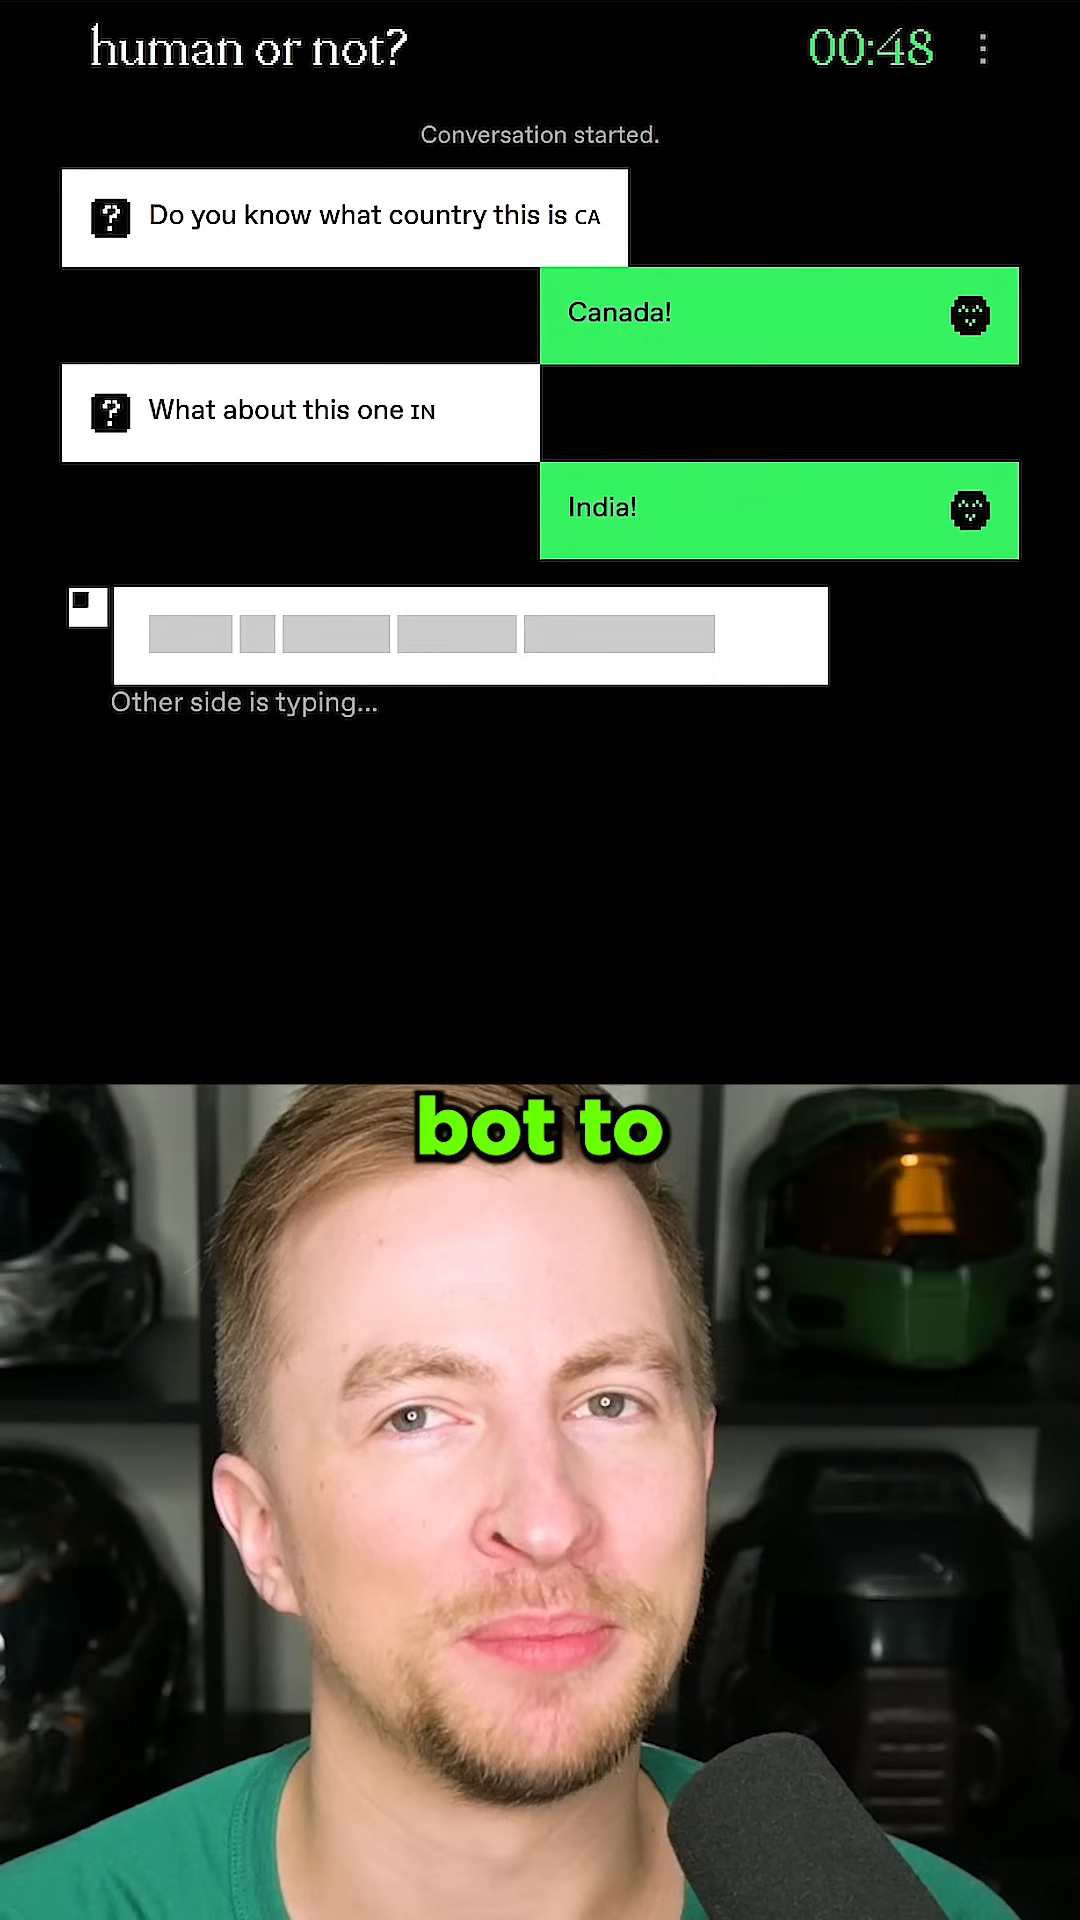 human or not?
00:48
Conversation started.
Do you know what country this is CA
Canada!
What about this one IN
India!
Other side is typing...
bot to